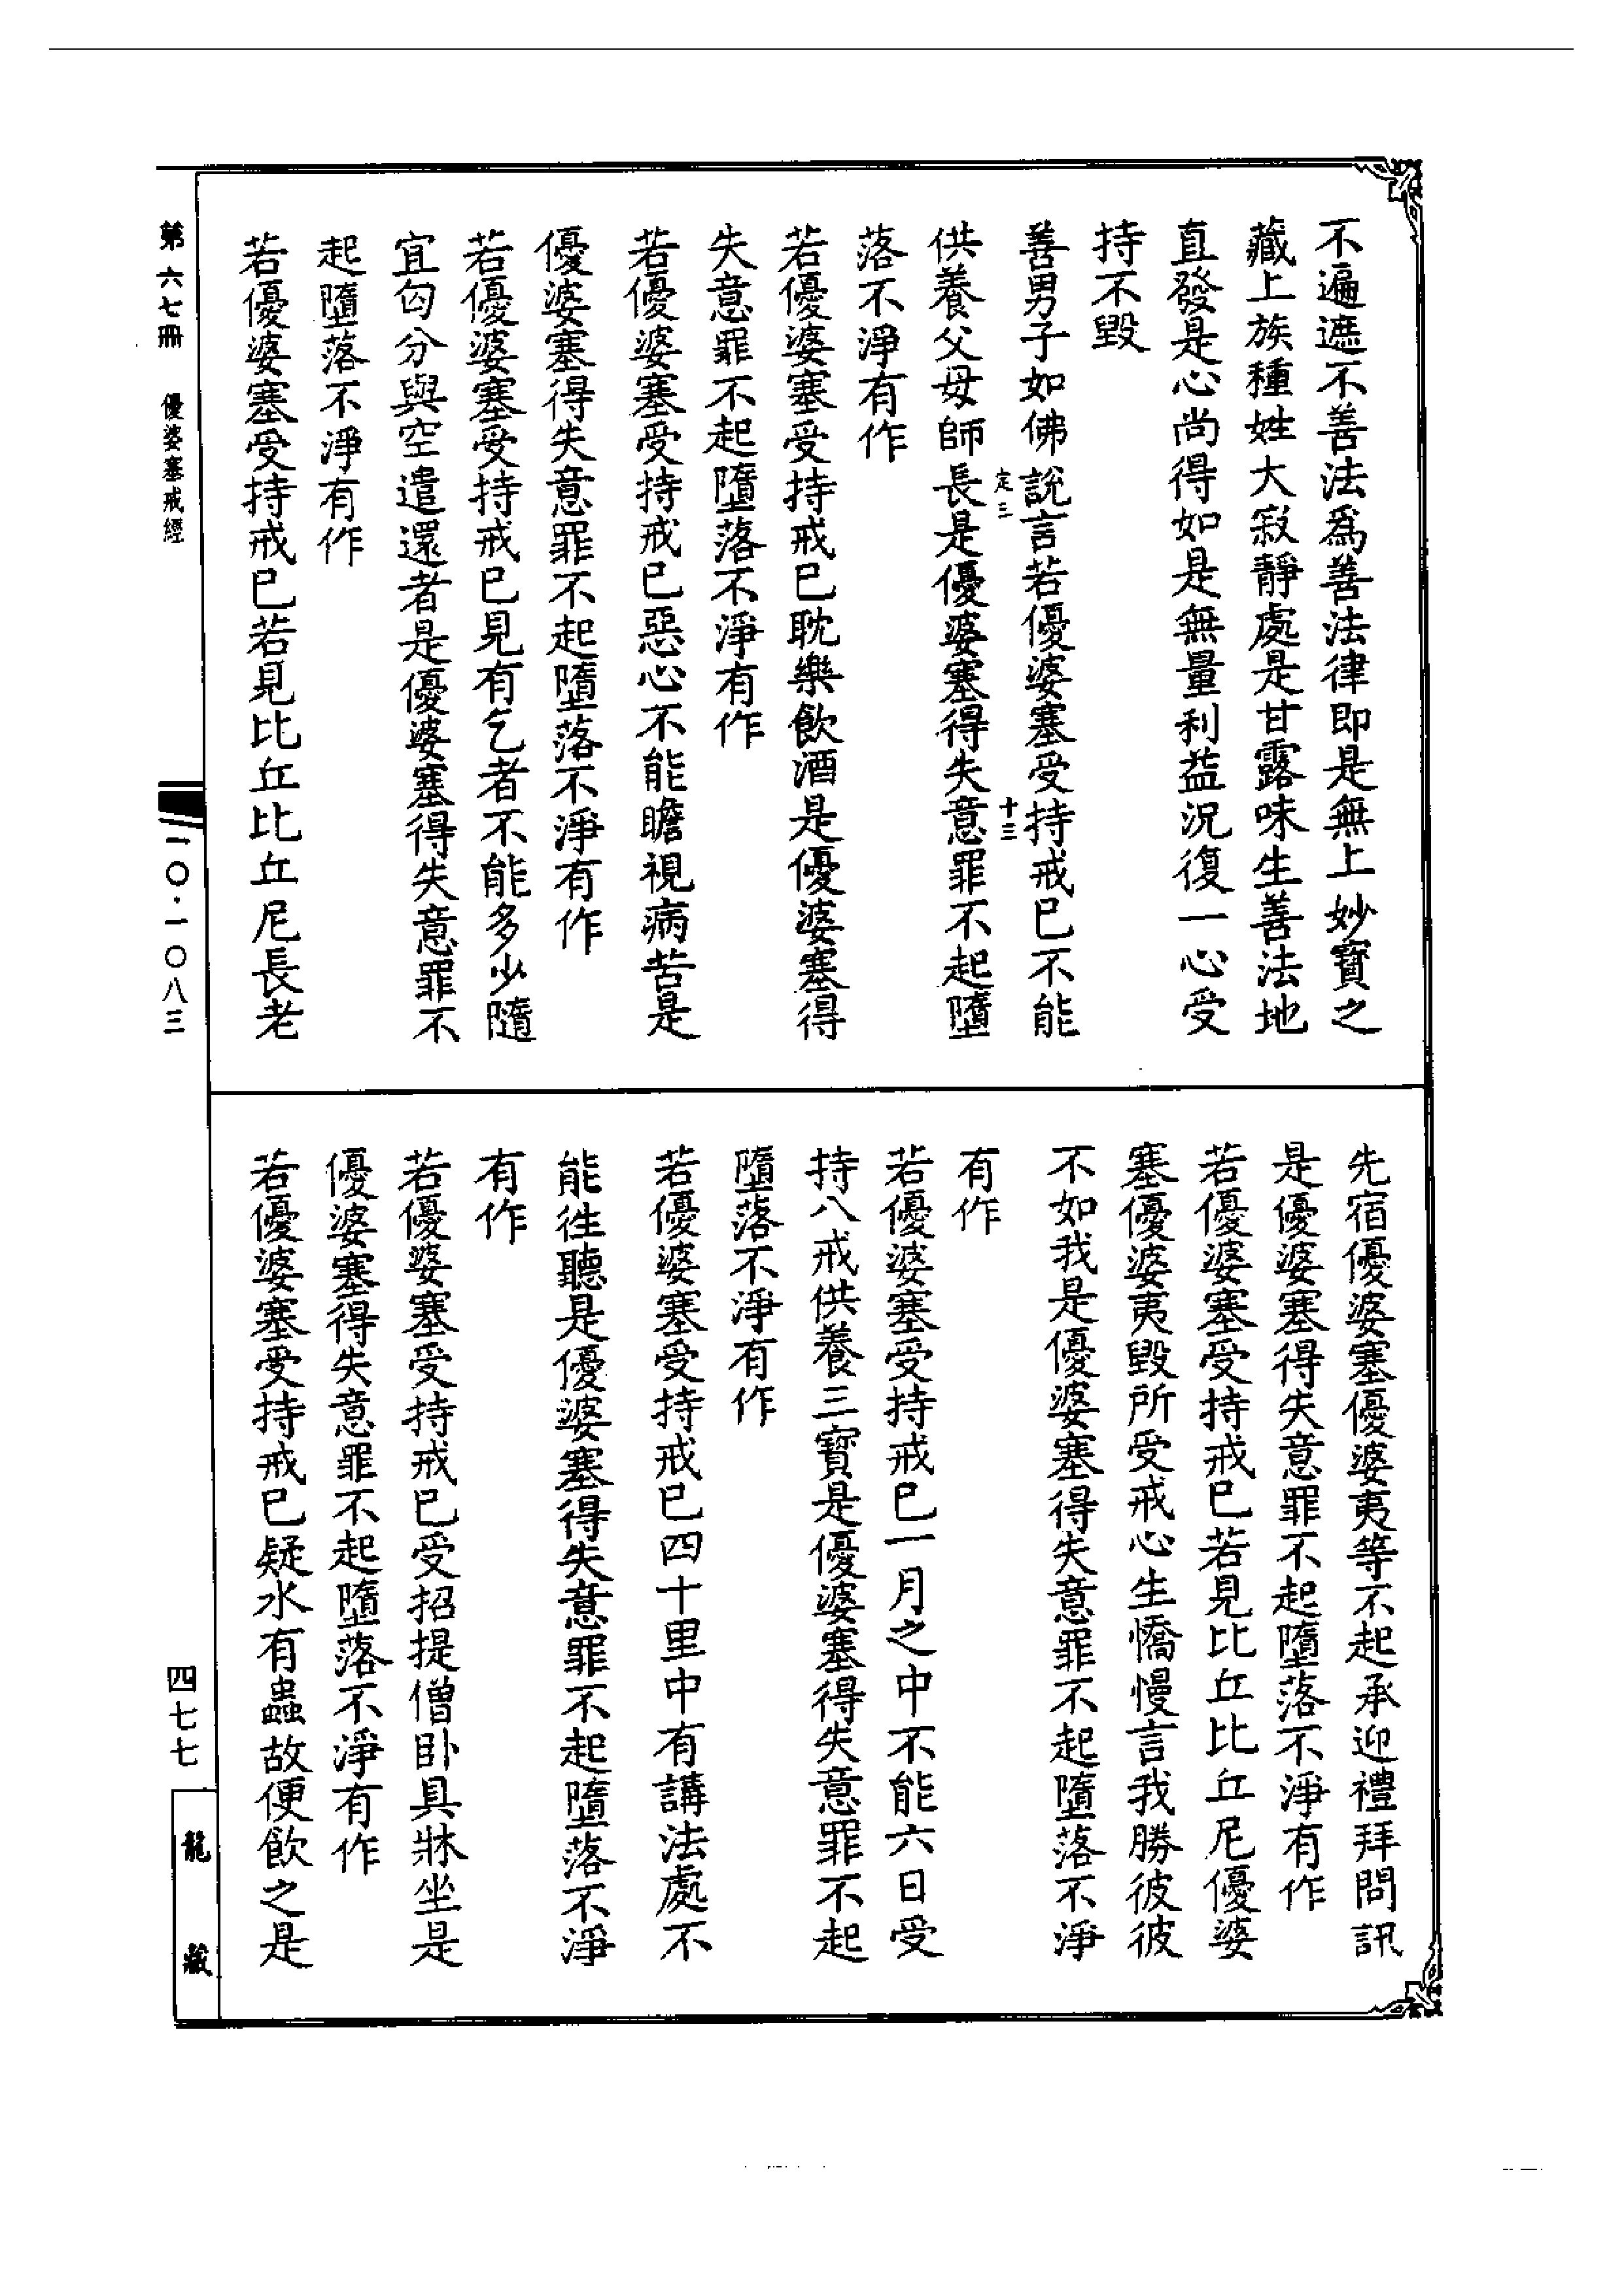 不遍遮不善法爲善法律即是無上妙寶之
藏上族種姓大寂靜處是甘露味生善法地
直發是心尚得如是無量利益況復一心受
持不毀
善男子如佛說言若優婆塞受持戒已不能
定三
十三
供養父母師長是優婆塞得失意罪不起墮
落不淨有作
若優婆塞受持戒已耽樂飲酒是優婆塞得
失意罪不起墮落不淨有作
若優婆塞受持戒已惡心不能瞻視病苦是
優婆塞得失意罪不起墮落不淨有作
若優婆塞受持戒已見有乞者不能多少隨
宜匃分與空遣還者是優婆塞得失意罪不
起墮落不淨有作
若優婆塞受持戒已若見比丘比丘尼長老
先宿優婆塞優婆夷等不起承迎禮拜問訊
是優婆塞得失意罪不起墮落不淨有作
若優婆塞受持戒已若見比丘比丘尼優婆
塞優婆夷毀所受戒心生憍慢言我勝彼彼
不如我是優婆塞得失意罪不起墮落不淨
有作
若優婆塞受持戒已一月之中不能六日受
持八戒供養三寶是優婆塞得失意罪不起
墮落不淨有作
若優婆塞受持戒已四十里中有講法處不
能徃聽是優婆塞得失意罪不起墮落不淨
有作
若優婆塞受持戒已受招提僧卧具牀坐是
優婆塞得失意罪不起墮落不淨有作
若優婆塞受持戒已疑水有蟲故便飲之是
第六七冊 優婆塞戒經
一〇·一〇八三
四七七
龍藏